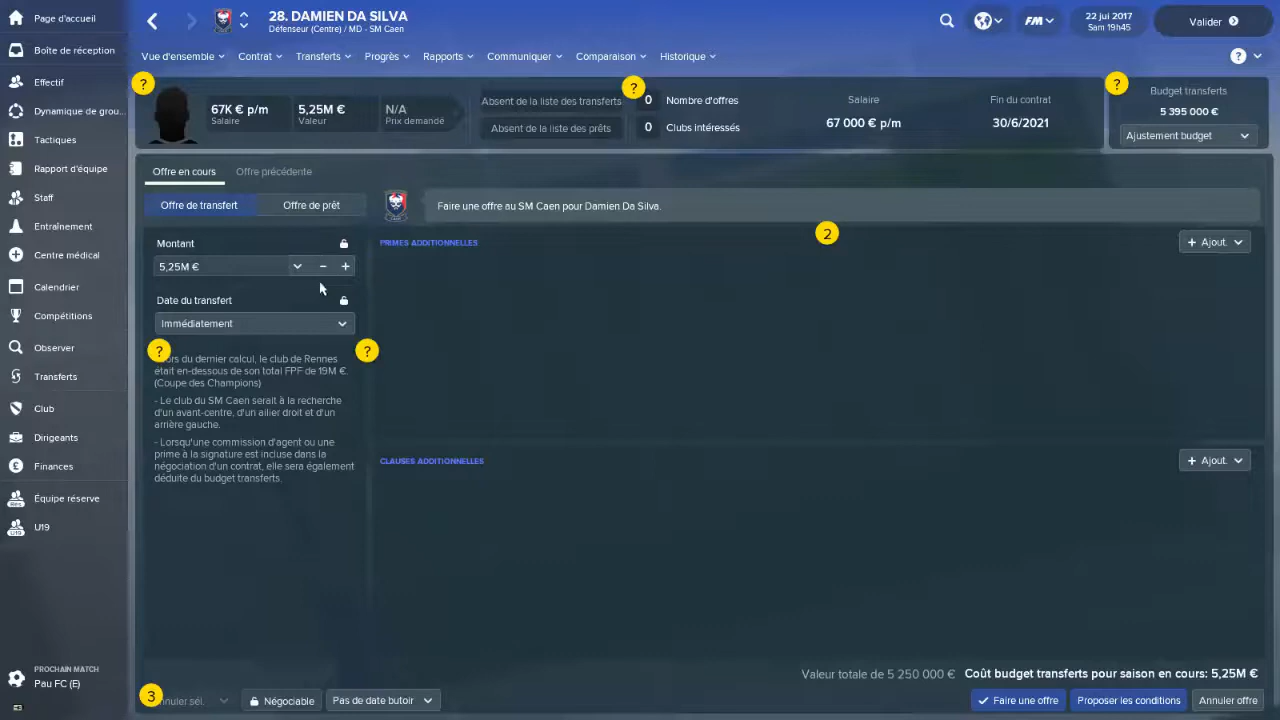 Page d'accueil
Boîte de réception
Effectif
Dynamique de grou...
Tactiques
Rapport d'équipe
Staff
Entraînement
Centre médical
Calendrier
Compétitions
Observer
Transferts
Club
Dirigeants
Finances
Équipe réserve
U19
PROCHAIN MATCH
Pau FC (E)
28. DAMIEN DA SILVA
Défenseur (Centre) / MD - SM Caen
FM
22 jui 2017
Sam 19h45
Valider
Vue d'ensemble
Contrat
Transferts
Progrès
Rapports
Communiquer
Comparaison
Historique
?
?
67K € p/m
Salaire
5,25M €
Valeur
N/A
Prix demandé
Absent de la liste des transferts
Absent de la liste des prêts
?
0 Nombre d'offres
0 Clubs intéressés
Salaire
67 000 € p/m
Fin du contrat
30/6/2021
?
Budget transferts
5 395 000 €
Ajustement budget
Offre en cours
Offre précédente
Offre de transfert
Offre de prêt
Faire une offre au SM Caen pour Damien Da Silva.
2
Montant
5,25M €
Date du transfert
Immédiatement
?
?
ors du dernier calcul, le club de Rennes
était en-dessous de son total FPF de 19M €.
(Coupe des Champions)
- Le club du SM Caen serait à la recherche
d'un avant-centre, d'un ailier droit et d'un
arrière gauche.
- Lorsqu'une commission d'agent ou une
prime à la signature est incluse dans la
négociation d'un contrat, elle sera également
déduite du budget transferts.
PRIMES ADDITIONNELLES
+ Ajout.
CLAUSES ADDITIONNELLES
+ Ajout.
Valeur totale de 5 250 000 €
Coût budget transferts pour saison en cours: 5,25M €
3
nnuler sél.
Négociable
Pas de date butoir
Faire une offre
Proposer les conditions
Annuler offre